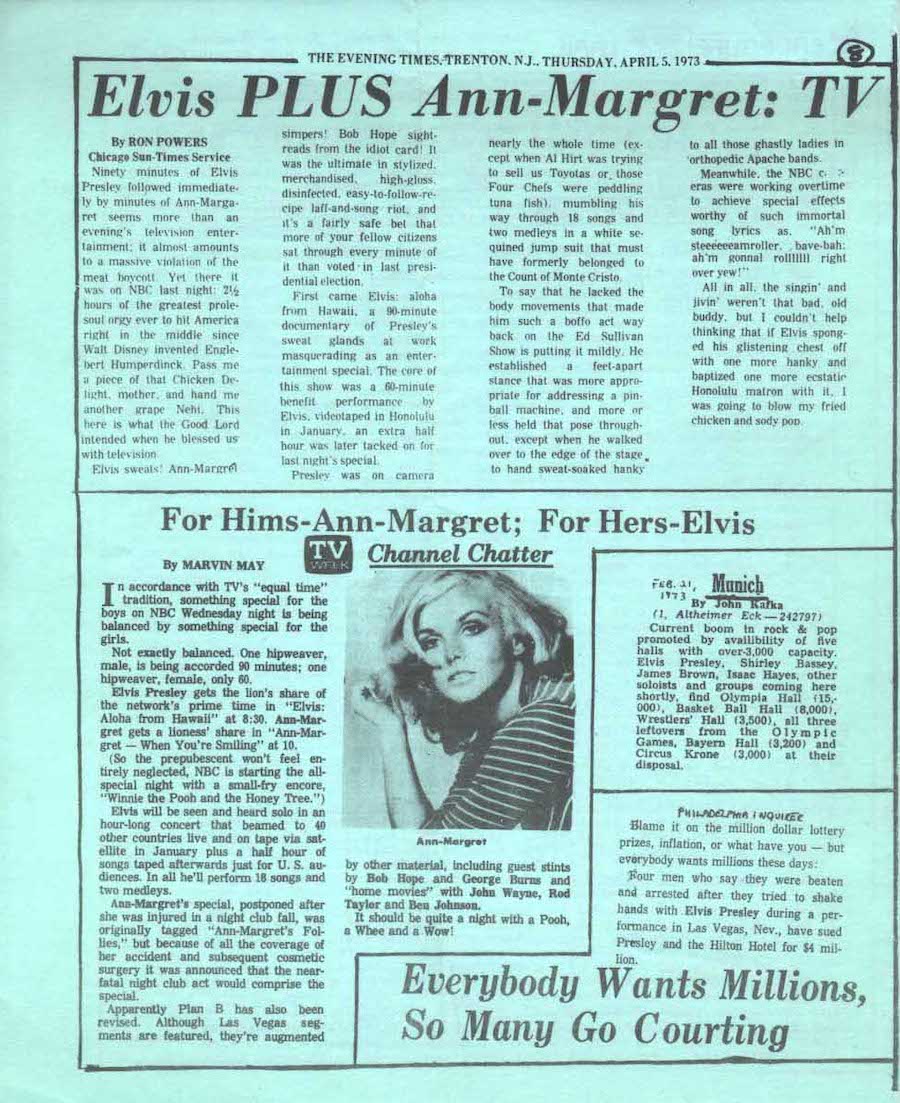 8
THE EVENING TIMES, TRENTON, N.J., THURSDAY, APRIL 5, 1973
Elvis PLUS Ann-Margret: TV
By RON POWERS
Chicago Sun-Times Service
Ninety minutes of Elvis
Presley followed immediate-
ly by minutes of Ann-Marga-
ret seems more than an
evening's television enter-
tainment; it almost amounts
to a massive violation of the
meat boycott. Yet there it
was on NBC last night: 2½
hours of the greatest prole-
soul orgy ever to hit America
right in the middle since
Walt Disney invented Engle-
bert Humperdinck. Pass me
a piece of that Chicken De-
light, mother, and hand me
another grape Nehi. This
here is what the Good Lord
intended when he blessed us
with television
Elvis sweats! Ann-Margret
simpers! Bob Hope sight-
reads from the idiot card! It
was the ultimate in stylized,
merchandised, high-gloss,
disinfected, easy-to-follow-re-
cipe laff-and-song riot, and
it's a fairly safe bet that
more of your fellow citizens
sat through every minute of
it than voted in last presi-
dential election.
First came Elvis: aloha
from Hawaii, a 90-minute
documentary of Presley's
sweat glands at work
masquerading as an enter-
tainment special. The core of
this show was a 60-minute
benefit performance by
Elvis, videotaped in Honolulu
in January, an extra half
hour was later tacked on for
last night's special.
Presley was on camera
nearly the whole time (ex-
cept when Al Hirt was trying
to sell us Toyotas or those
Four Chefs were peddling
tuna fish), mumbling his
way through 18 songs and
two medleys in a white se-
quined jump suit that must
have formerly belonged to
the Count of Monte Cristo.
To say that he lacked the
body movements that made
him such a boffo act way
back on the Ed Sullivan
Show is putting it mildly. He
established a feet-apart
stance that was more appro-
priate for addressing a pin-
ball machine, and more or
less held that pose through-
out, except when he walked
over to the edge of the stage
to hand sweat-soaked hanky
to all those ghastly ladies in
orthopedic Apache bands.
Meanwhile, the NBC
eras were working overtime
to achieve special effects
worthy of such immortal
song lyrics as, "Ah'm
steeeeeamroller, bave-bah;
ah'm gonnal rolllllll right
over yew!"
All in all, the singin' and
jivin' weren't that bad, old
buddy, but I couldn't help
thinking that if Elvis spong-
ed his glistening chest off
with one more hanky and
baptized one more ecstatic
Honolulu matron with it, I
was going to blow my fried
chicken and sody pop.
For Hims-Ann-Margret; For Hers-Elvis
TV WEEK
Channel Chatter
By MARVIN MAY
In accordance with TV's "equal time"
tradition, something special for the
boys on NBC Wednesday night is being
balanced by something special for the
girls.
Not exactly balanced. One hipweaver,
male, is being accorded 90 minutes; one
hipweaver, female, only 60.
Elvis Presley gets the lion's share of
the network's prime time in "Elvis:
Aloha from Hawaii" at 8:30. Ann-Mar-
gret gets a lioness' share in "Ann-Mar-
gret — When You're Smiling" at 10.
(So the prepubescent won't feel en-
tirely neglected, NBC is starting the all-
special night with a small-fry encore,
"Winnie the Pooh and the Honey Tree.")
Elvis will be seen and heard solo in an
hour-long concert that beamed to 40
other countries live and on tape via sat-
ellite in January plus a half hour of
songs taped afterwards just for U. S. au-
diences. In all he'll perform 18 songs and
two medleys.
Ann-Margret's special, postponed after
she was injured in a night club fall, was
originally tagged "Ann-Margret's Fol-
lies," but because of all the coverage of
her accident and subsequent cosmetic
surgery it was announced that the near-
fatal night club act would comprise the
special.
Apparently Plan B has also been
revised. Although Las Vegas seg-
ments are featured, they're augmented
Ann-Margret
by other material, including guest stints
by Bob Hope and George Burns and
"home movies" with John Wayne, Rod
Taylor and Ben Johnson.
It should be quite a night with a Pooh,
a Whee and a Wow!
FEB. 21,
1973
Munich
By John Kafka
(1, Altheimer Eck — 242797)
Current boom in rock & pop
promoted by availibility of five
halls with over-3,000 capacity.
Elvis Presley, Shirley Bassey,
James Brown, Isaac Hayes, other
soloists and groups coming here
shortly, find Olympia Hall (15,-
000), Basket Ball Hall (8,000),
Wrestlers' Hall (3,500), all three
leftovers from the Olympic
Games, Bayern Hall (3,200) and
Circus Krone (3,000) at their
disposal.
PHILADELPHIA INQUIRER
Blame it on the million dollar lottery
prizes, inflation, or what have you — but
everybody wants millions these days:
Four men who say they were beaten
and arrested after they tried to shake
hands with Elvis Presley during a per-
formance in Las Vegas, Nev., have sued
Presley and the Hilton Hotel for $4 mil-
lion.
Everybody Wants Millions,
So Many Go Courting